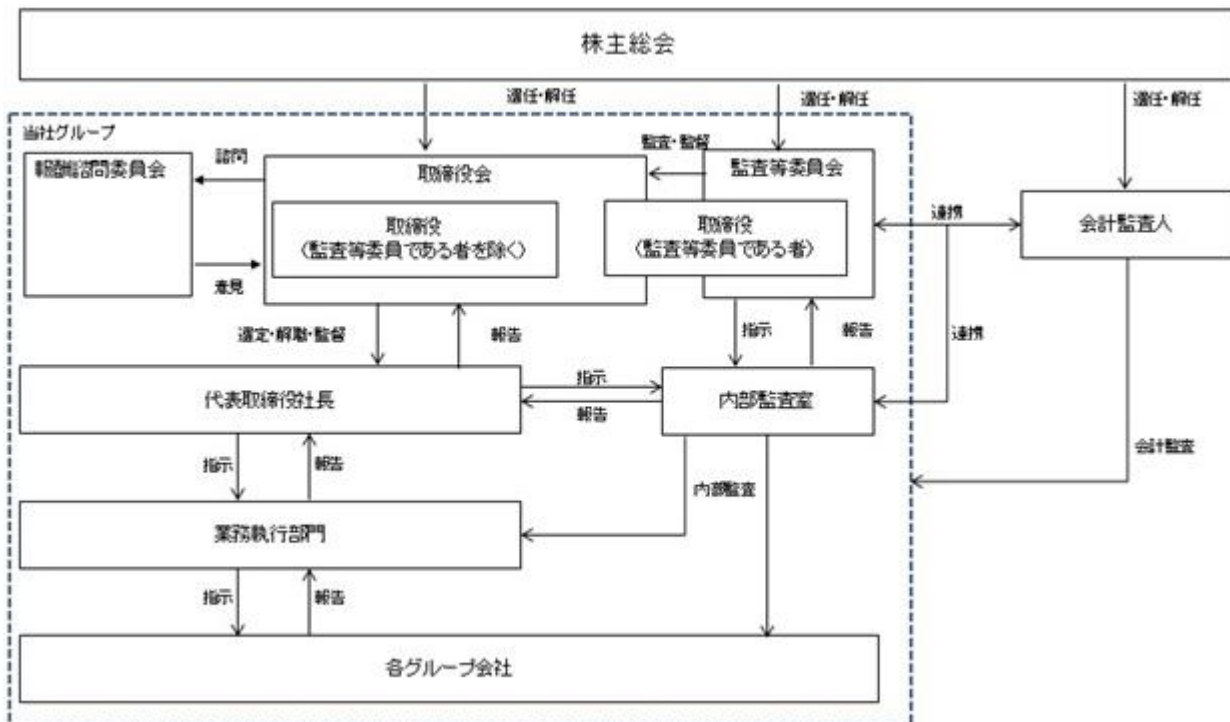 株主総会
選任・解任
選任・解任
選任・解任
当社グループ
報酬諮問委員会
諮問
意見
取締役会
取締役
（監査等委員である者を除く）
監査・監督
監査等委員会
取締役
（監査等委員である者）
連携
会計監査人
選定・解職・監督
報告
指示
報告
連携
代表取締役社長
指示
報告
内部監査室
指示
報告
内部監査
会計監査
業務執行部門
指示
報告
各グループ会社